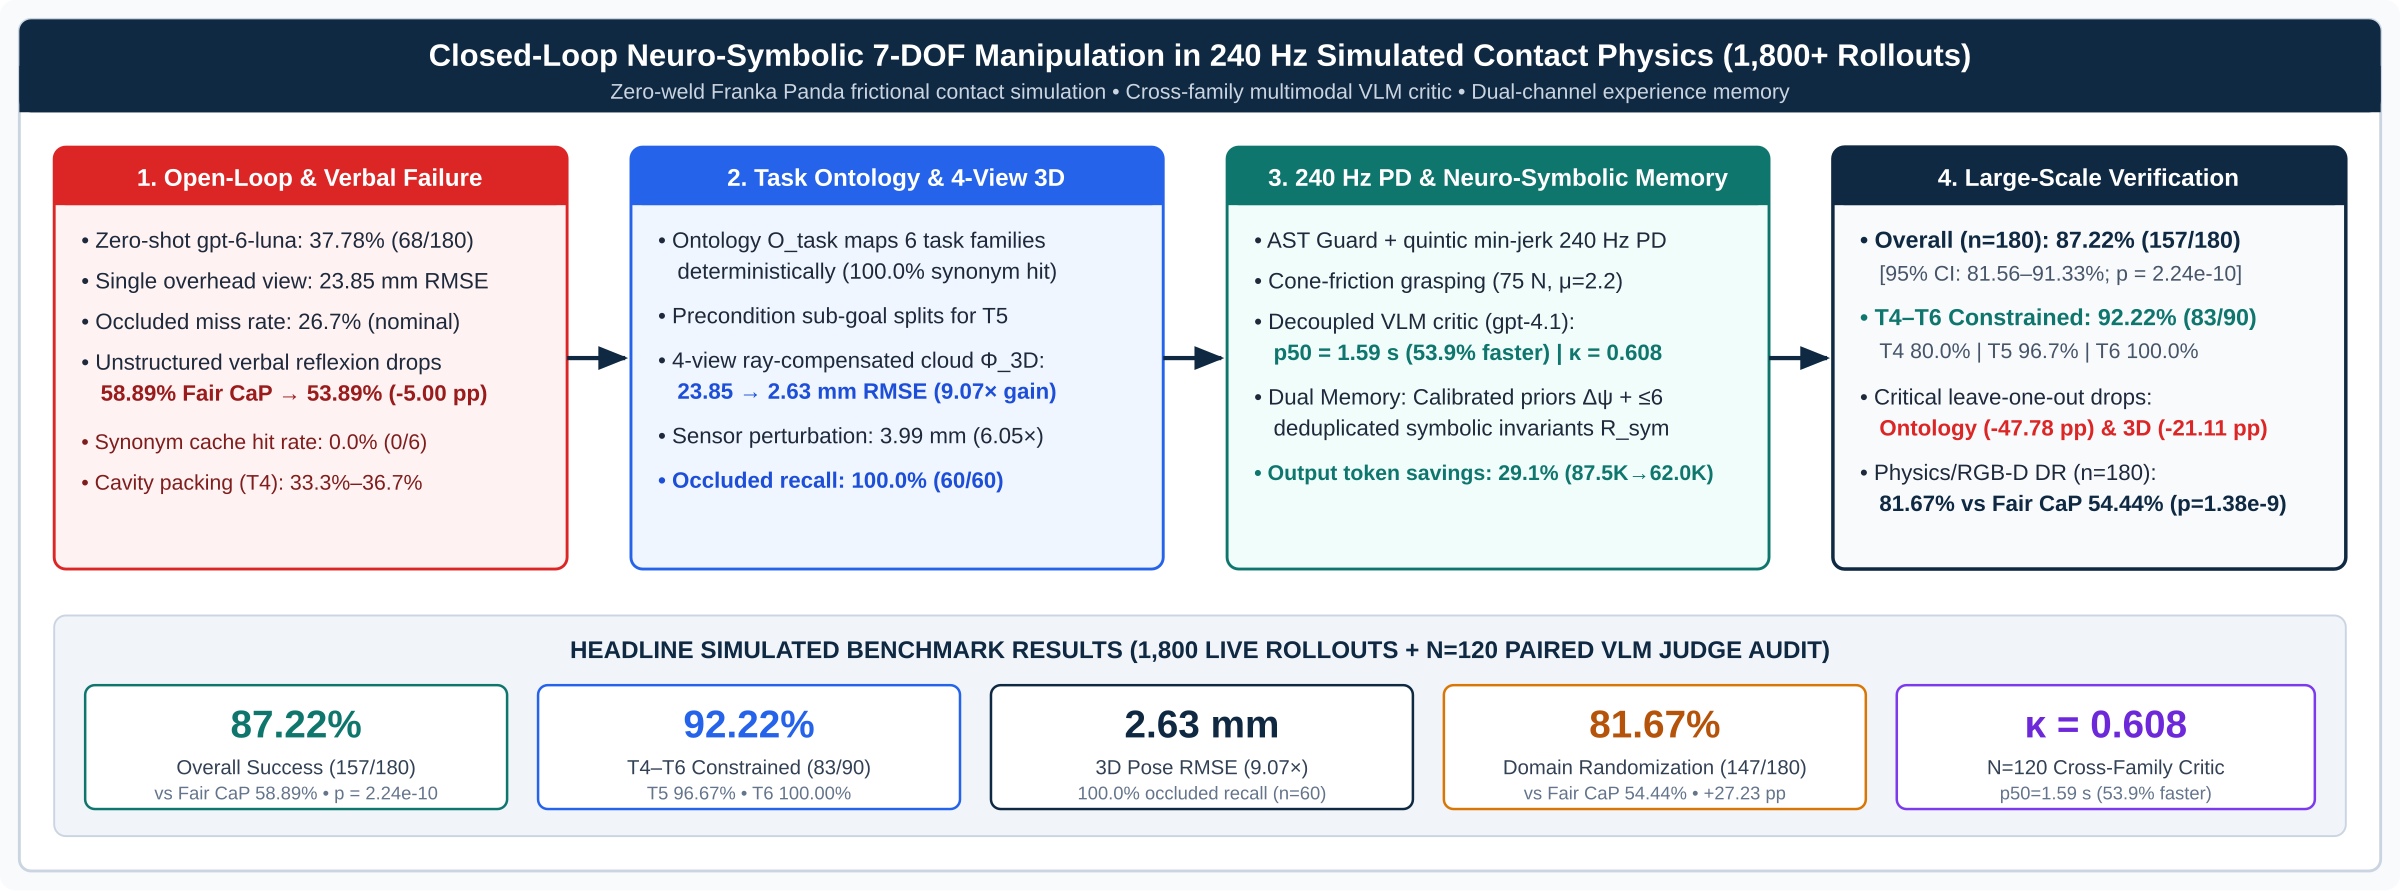 Closed-Loop Neuro-Symbolic 7-DOF Manipulation in 240 Hz Simulated Contact Physics (1,800+ Rollouts)
Zero-weld Franka Panda frictional contact simulation • Cross-family multimodal VLM critic • Dual-channel experience memory
1. Open-Loop & Verbal Failure
• Zero-shot gpt-6-luna: 37.78% (68/180)
• Single overhead view: 23.85 mm RMSE
• Occluded miss rate: 26.7% (nominal)
• Unstructured verbal reflexion drops
58.89% Fair CaP → 53.89% (-5.00 pp)
• Synonym cache hit rate: 0.0% (0/6)
• Cavity packing (T4): 33.3%–36.7%
2. Task Ontology & 4-View 3D
• Ontology O_task maps 6 task families
deterministically (100.0% synonym hit)
• Precondition sub-goal splits for T5
• 4-view ray-compensated cloud Φ_3D:
23.85 → 2.63 mm RMSE (9.07× gain)
• Sensor perturbation: 3.99 mm (6.05×)
• Occluded recall: 100.0% (60/60)
3. 240 Hz PD & Neuro-Symbolic Memory
• AST Guard + quintic min-jerk 240 Hz PD
• Cone-friction grasping (75 N, μ=2.2)
• Decoupled VLM critic (gpt-4.1):
p50 = 1.59 s (53.9% faster) | κ = 0.608
• Dual Memory: Calibrated priors Δψ + ≤6
deduplicated symbolic invariants R_sym
• Output token savings: 29.1% (87.5K→62.0K)
4. Large-Scale Verification
• Overall (n=180): 87.22% (157/180)
[95% CI: 81.56–91.33%; p = 2.24e-10]
• T4–T6 Constrained: 92.22% (83/90)
T4 80.0% | T5 96.7% | T6 100.0%
• Critical leave-one-out drops:
Ontology (-47.78 pp) & 3D (-21.11 pp)
• Physics/RGB-D DR (n=180):
81.67% vs Fair CaP 54.44% (p=1.38e-9)
HEADLINE SIMULATED BENCHMARK RESULTS (1,800 LIVE ROLLOUTS + N=120 PAIRED VLM JUDGE AUDIT)
87.22%
Overall Success (157/180)
vs Fair CaP 58.89% • p = 2.24e-10
92.22%
T4–T6 Constrained (83/90)
T5 96.67% • T6 100.00%
2.63 mm
3D Pose RMSE (9.07×)
100.0% occluded recall (n=60)
81.67%
Domain Randomization (147/180)
vs Fair CaP 54.44% • +27.23 pp
κ = 0.608
N=120 Cross-Family Critic
p50=1.59 s (53.9% faster)